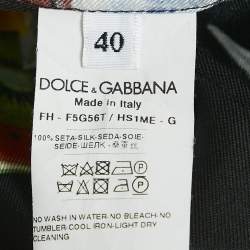 40
DOLCE & GABBANA
Made in Italy
FH - F5G56T / HS1ME - G
100% SETA-SILK-SEDA-SOIE-
SEIDE-ШЕЛК-
NO WASH IN WATER-NO BLEACH-NO
TUMBLER-COOL IRON-LIGHT DRY
CLEANING